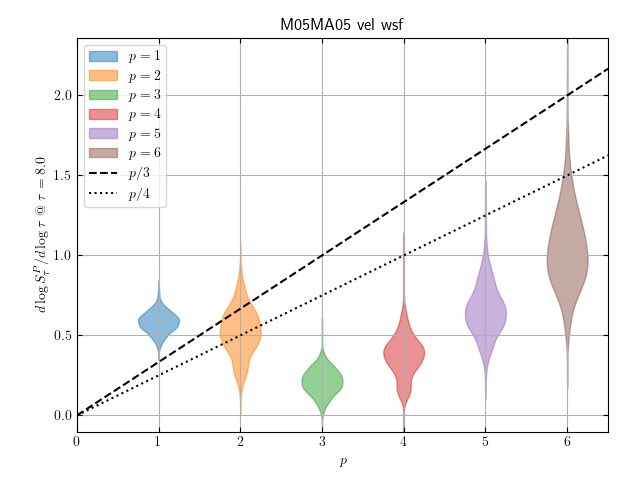 M05MA05 vel wsf
p = 1
p = 2
p = 3
p = 4
p = 5
p = 6
p/3
p/4
d log S_τ^P / d log τ @ τ = 8.0
2.0
1.5
1.0
0.5
0.0
0 1 2 3 4 5 6
p